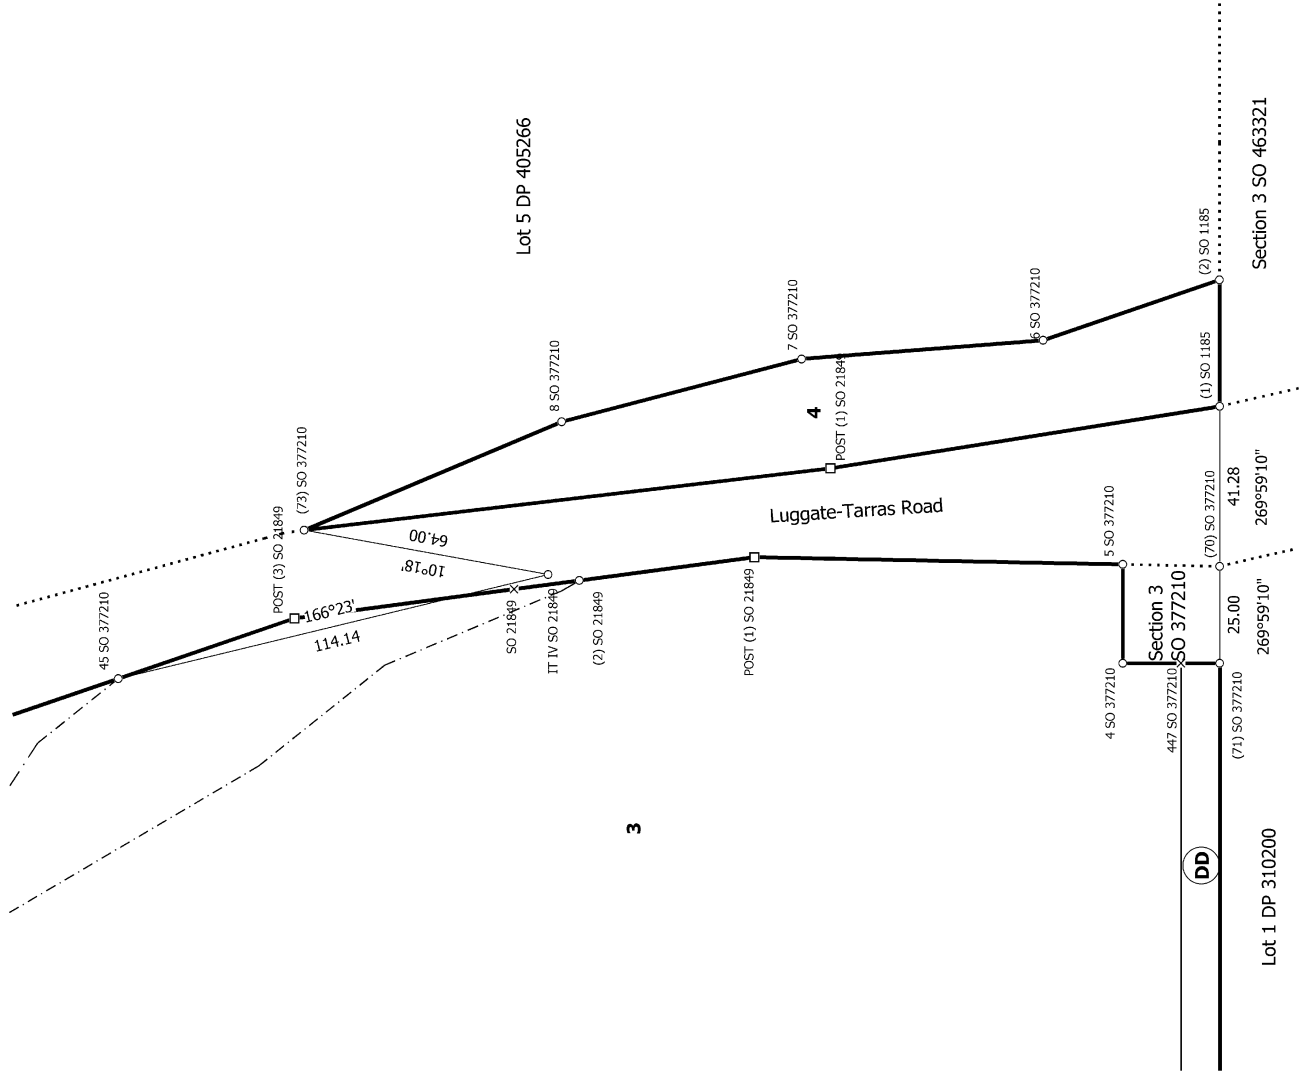 Lot 5 DP 405266
Section 3 SO 463321
(2) SO 1185
6 SO 377210
7 SO 377210
8 SO 377210
(1) SO 1185
POST (1) SO 21849
4
(73) SO 377210
POST (3) SO 21849
64.00
10°18'
Luggate-Tarras Road
5 SO 377210
(70) SO 377210
41.28
269°59'10"
45 SO 377210
166°23'
114.14
SO 21849
IT IV SO 21849
(2) SO 21849
POST (1) SO 21849
Section 3
SO 377210
25.00
269°59'10"
4 SO 377210
447 SO 377210
(71) SO 377210
3
DD
Lot 1 DP 310200